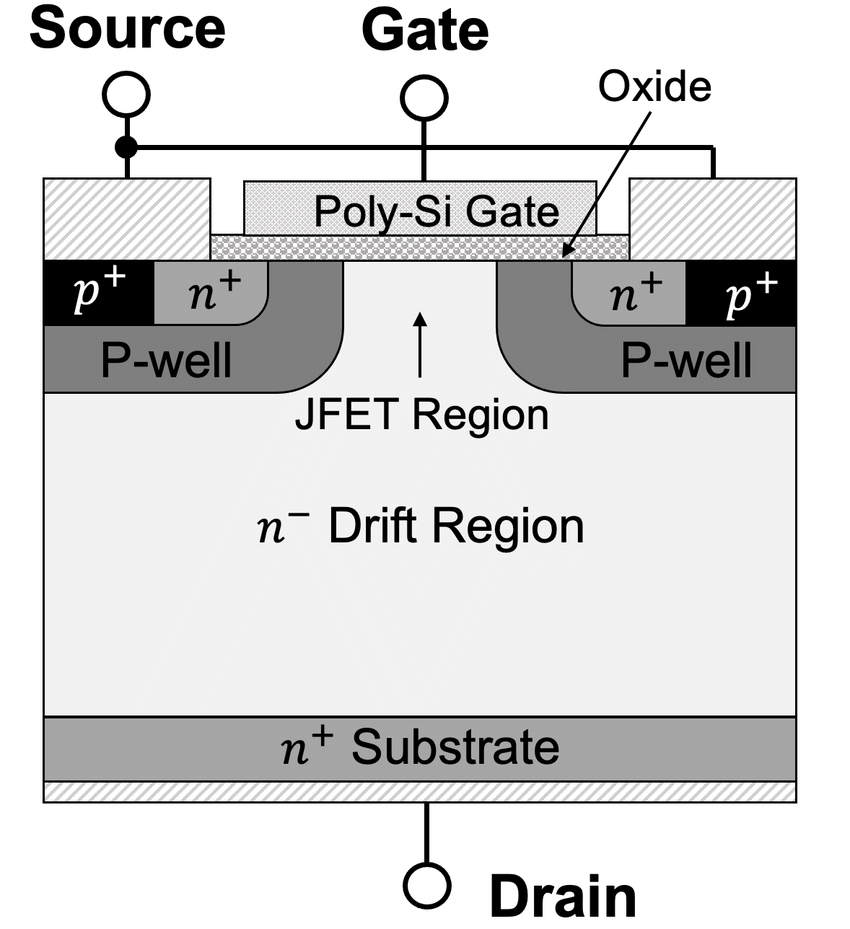 Source
Gate
Oxide
Poly-Si Gate
p⁺
n⁺
n⁺
p⁺
P-well
P-well
JFET Region
n⁻ Drift Region
n⁺ Substrate
Drain